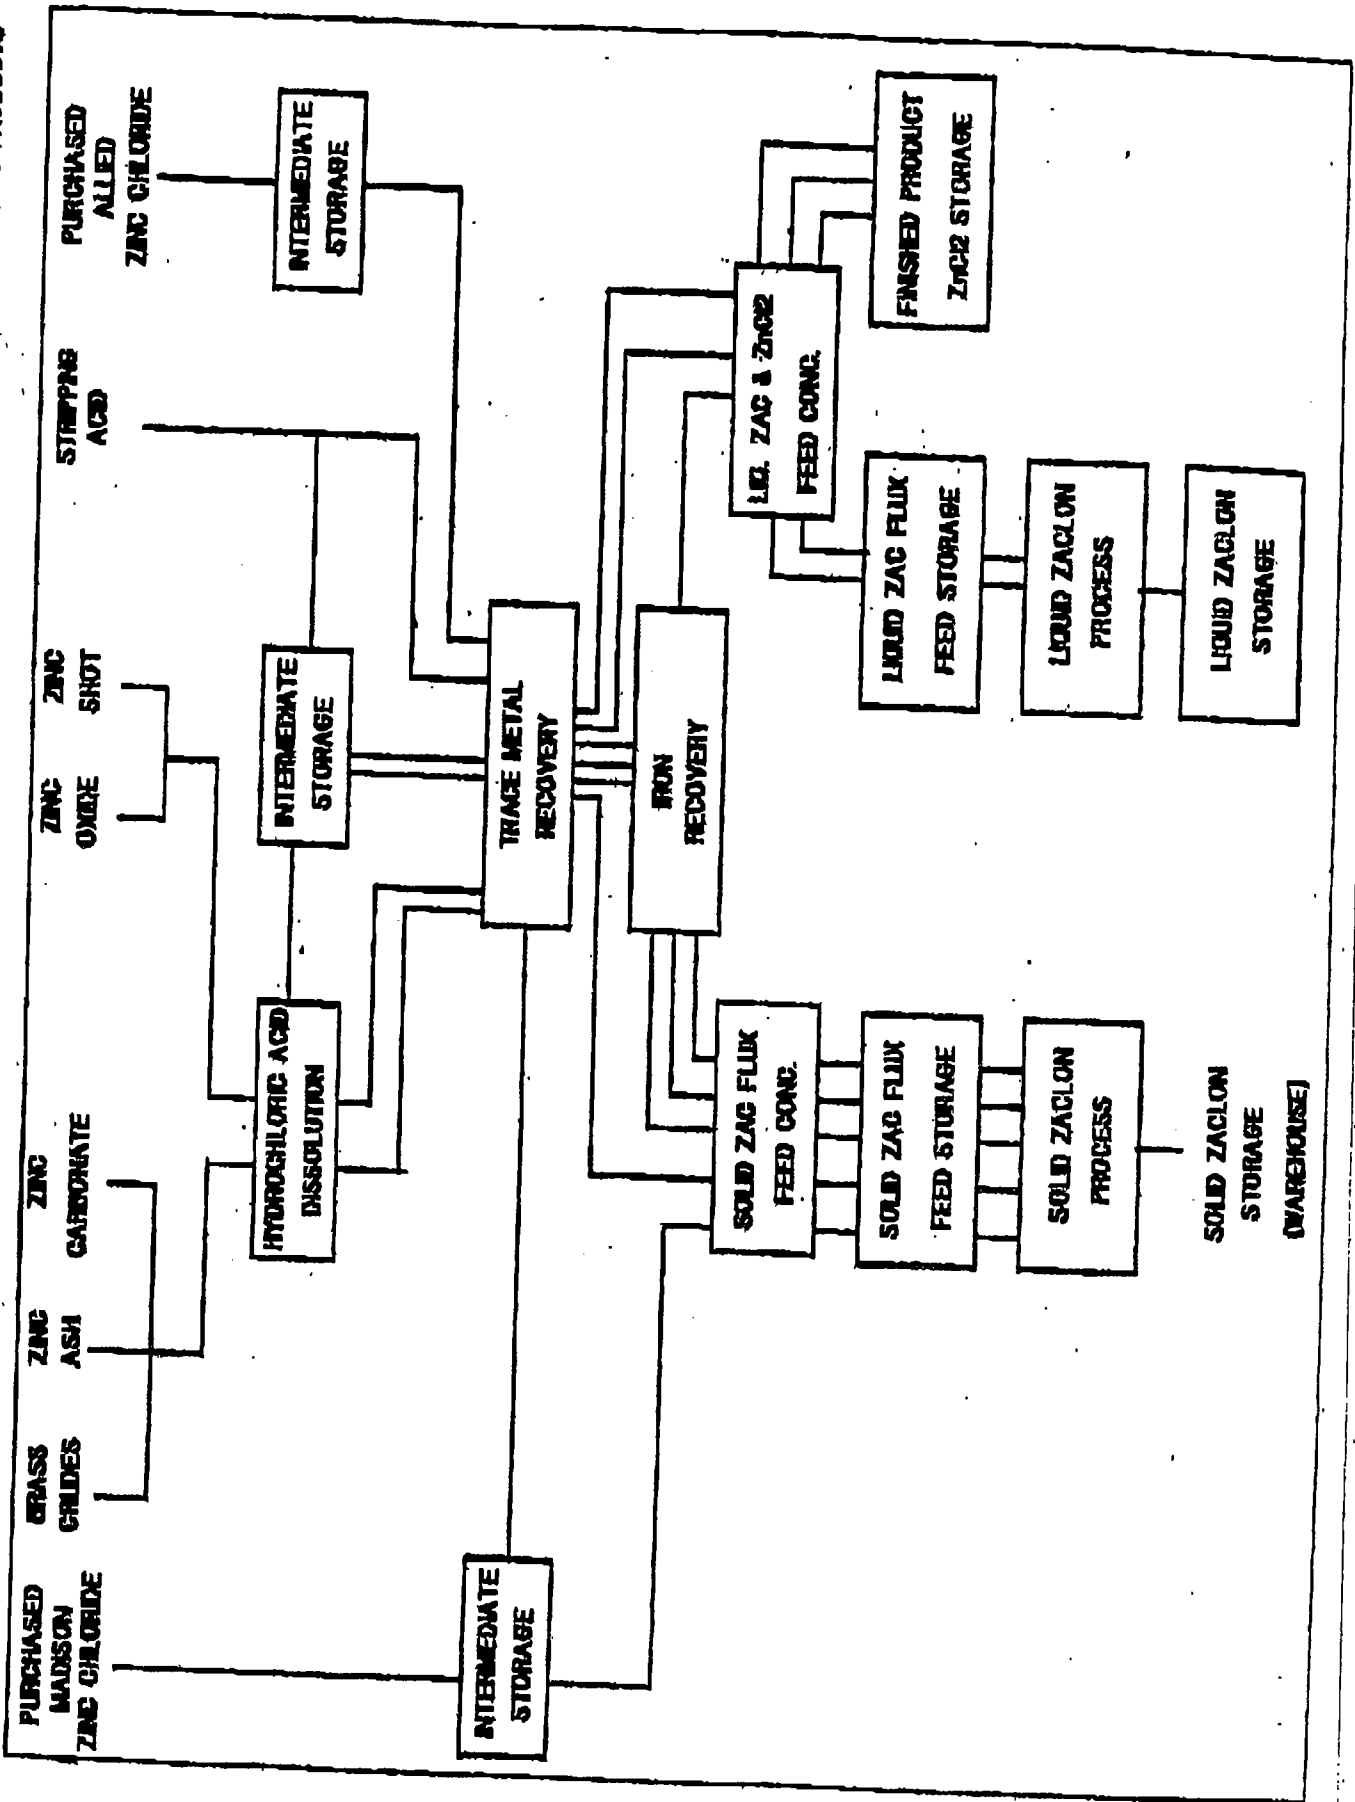 PURCHASED
MADISON
ZINC CHLORIDE
BRASS
CRUDES
ZINC
ASH
ZINC
CARBONATE
ZINC
OXIDE
ZINC
SHOT
STRIPPING
ACID
PURCHASED
ALLIED
ZINC CHLORIDE
HYDROCHLORIC ACID
DISSOLUTION
INTERMEDIATE
STORAGE
INTERMEDIATE
STORAGE
INTERMEDIATE
STORAGE
TRACE METAL
RECOVERY
IRON
RECOVERY
SOLID ZAC FLUX
FEED CONC.
LIQ. ZAC & ZnCl2
FEED CONC.
SOLID ZAC FLUX
FEED STORAGE
LIQUID ZAC FLUX
FEED STORAGE
FINISHED PRODUCT
ZnCl2 STORAGE
SOLID ZACLON
PROCESS
LIQUID ZACLON
PROCESS
SOLID ZACLON
STORAGE
(WAREHOUSE)
LIQUID ZACLON
STORAGE